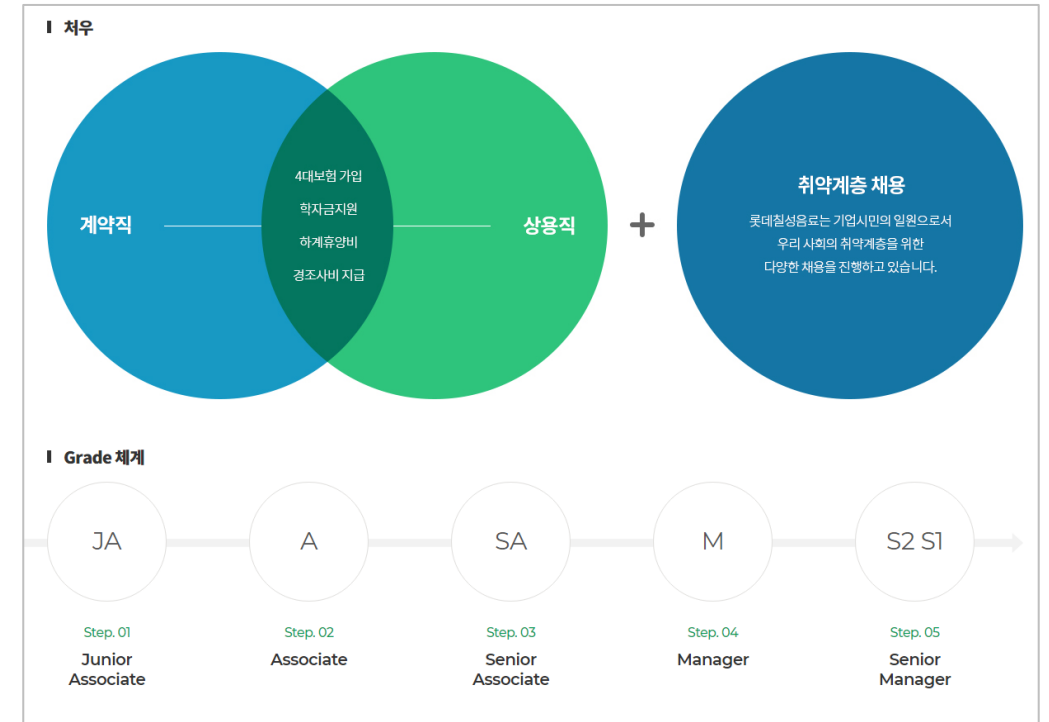 처우
계약직
4대보험 가입
학자금지원
하계휴양비
경조사비 지급
상용직
+
취약계층 채용
롯데칠성음료는 기업시민의 일원으로서
우리 사회의 취약계층을 위한
다양한 채용을 진행하고 있습니다.
Grade 체계
JA
A
SA
M
S2 S1
Step. 01
Step. 02
Step. 03
Step. 04
Step. 05
Junior
Associate
Associate
Senior
Associate
Manager
Senior
Manager